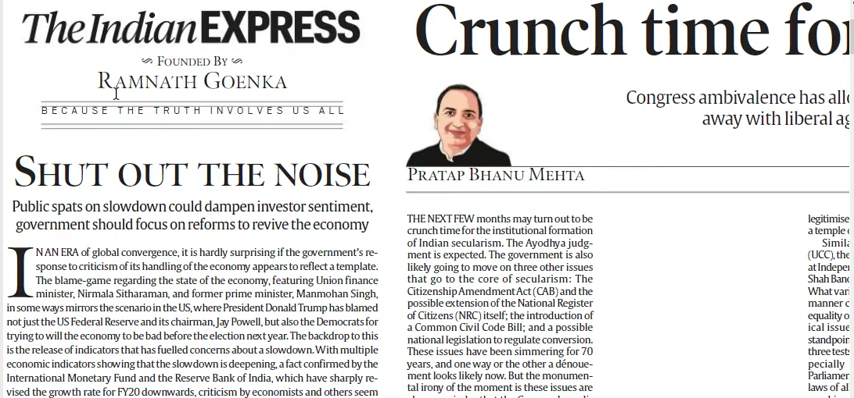 The Indian EXPRESS
FOUNDED BY
RAMNATH GOENKA
BECAUSE THE TRUTH INVOLVES US ALL
SHUT OUT THE NOISE
Public spats on slowdown could dampen investor sentiment,
government should focus on reforms to revive the economy
IN AN ERA of global convergence, it is hardly surprising if the government's re-
sponse to criticism of its handling of the economy appears to reflect a template.
The blame-game regarding the state of the economy, featuring Union finance
minister, Nirmala Sitharaman, and former prime minister, Manmohan Singh,
in some ways mirrors the scenario in the US, where President Donald Trump has blamed
not just the US Federal Reserve and its chairman, Jay Powell, but also the Democrats for
trying to will the economy to be bad before the election next year. The backdrop to this
is the release of indicators that has fuelled concerns about a slowdown. With multiple
economic indicators showing that the slowdown is deepening, a fact confirmed by the
International Monetary Fund and the Reserve Bank of India, which have sharply re-
vised the growth rate for FY20 downwards, criticism by economists and others seem
Crunch time for
Congress ambivalence has allo
away with liberal ag
PRATAP BHANU MEHTA
THE NEXT FEW months may turn out to be
crunch time for the institutional formation
of Indian secularism. The Ayodhya judg-
ment is expected. The government is also
likely going to move on three other issues
that go to the core of secularism: The
Citizenship Amendment Act (CAB) and the
possible extension of the National Register
of Citizens (NRC) itself; the introduction of
a Common Civil Code Bill; and a possible
national legislation to regulate conversion.
These issues have been simmering for 70
years, and one way or the other a dénoue-
ment looks likely now. But the monumen-
tal irony of the moment is these issues are
legitimise
a temple
Simila
(UCC), the
at Indepen
Shah Bano
What van
manner c
equality o
ical issue
standpoin
three tests
pecially
Parliamen
laws of al